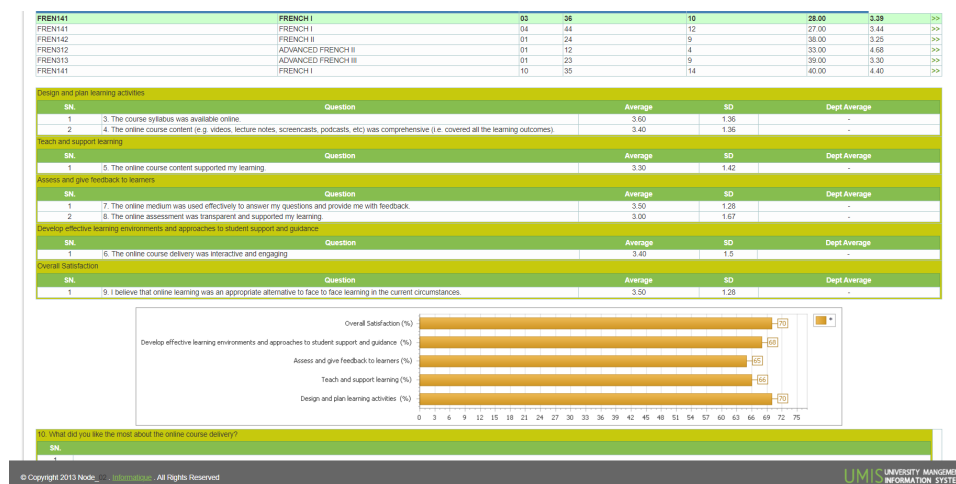 FREN141 FRENCH I 03 36 10 28.00 3.39 >>
FREN141 FRENCH I 04 44 12 27.00 3.44 >>
FREN142 FRENCH II 01 24 9 38.00 3.25 >>
FREN312 ADVANCED FRENCH II 01 12 4 33.00 4.68 >>
FREN313 ADVANCED FRENCH III 01 23 9 39.00 3.30 >>
FREN141 FRENCH I 10 35 14 40.00 4.40 >>
Design and plan learning activities
SN. Question Average SD Dept Average
1 3. The course syllabus was available online. 3.60 1.36 -
2 4. The online course content (e.g. videos, lecture notes, screencasts, podcasts, etc) was comprehensive (i.e. covered all the learning outcomes). 3.40 1.36 -
Teach and support learning
SN. Question Average SD Dept Average
1 5. The online course content supported my learning. 3.30 1.42 -
Assess and give feedback to learners
SN. Question Average SD Dept Average
1 7. The online medium was used effectively to answer my questions and provide me with feedback. 3.50 1.28 -
2 8. The online assessment was transparent and supported my learning. 3.00 1.67 -
Develop effective learning environments and approaches to student support and guidance
SN. Question Average SD Dept Average
1 6. The online course delivery was interactive and engaging 3.40 1.5 -
Overall Satisfaction
SN. Question Average SD Dept Average
1 9. I believe that online learning was an appropriate alternative to face to face learning in the current circumstances. 3.50 1.28 -
Overall Satisfaction (%) 70 *
Develop effective learning environments and approaches to student support and guidance (%) 68
Assess and give feedback to learners (%) 65
Teach and support learning (%) 66
Design and plan learning activities (%) 70
0 3 6 9 12 15 18 21 24 27 30 33 36 39 42 45 48 51 54 57 60 63 66 69 72 75
10. What did you like the most about the online course delivery?
SN.
1
© Copyright 2013 Node_02 - Informatique . All Rights Reserved
UMIS UNIVERSITY MANGEME
INFORMATION SYSTE